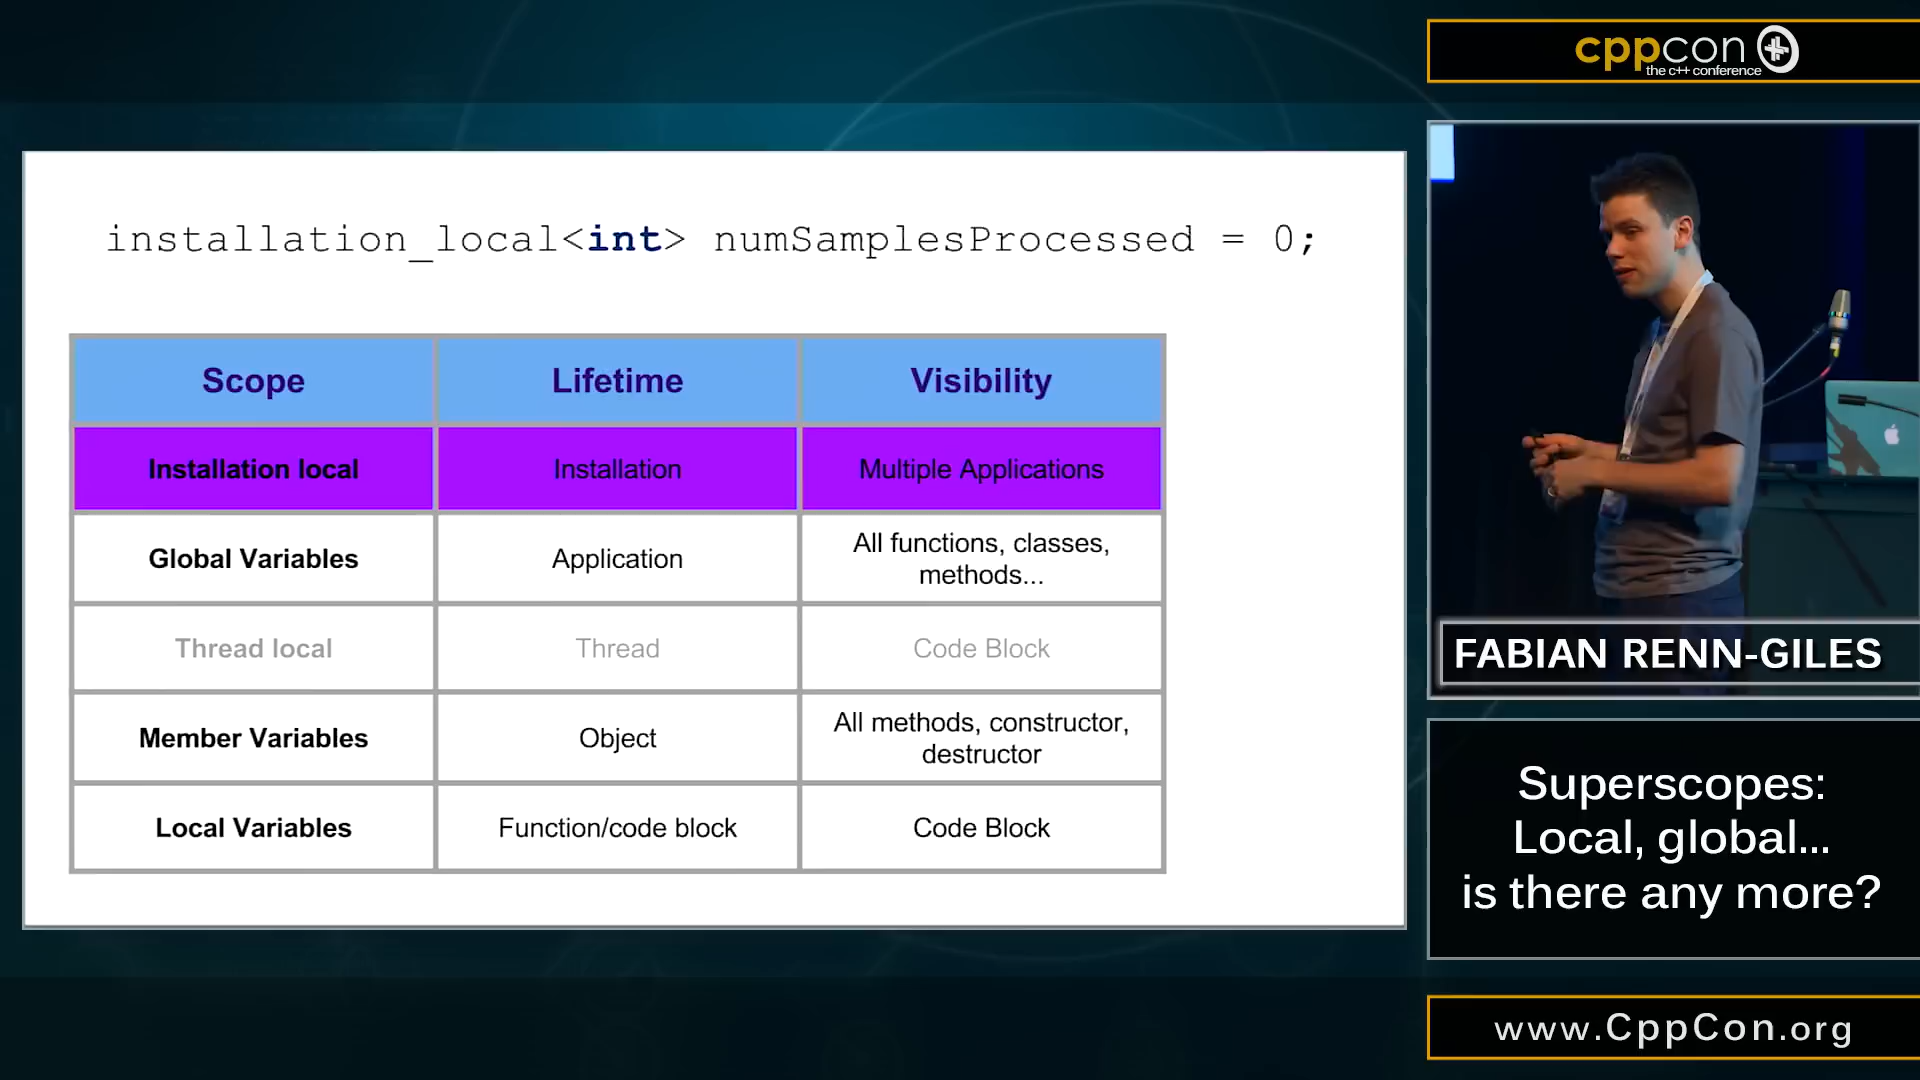 cppcon
the c++ conference
installation_local<int> numSamplesProcessed = 0;
Scope Lifetime Visibility
Installation local Installation Multiple Applications
Global Variables Application All functions, classes,
methods...
Thread local Thread Code Block
Member Variables Object All methods, constructor,
destructor
Local Variables Function/code block Code Block
FABIAN RENN-GILES
Superscopes:
Local, global...
is there any more?
www.CppCon.org